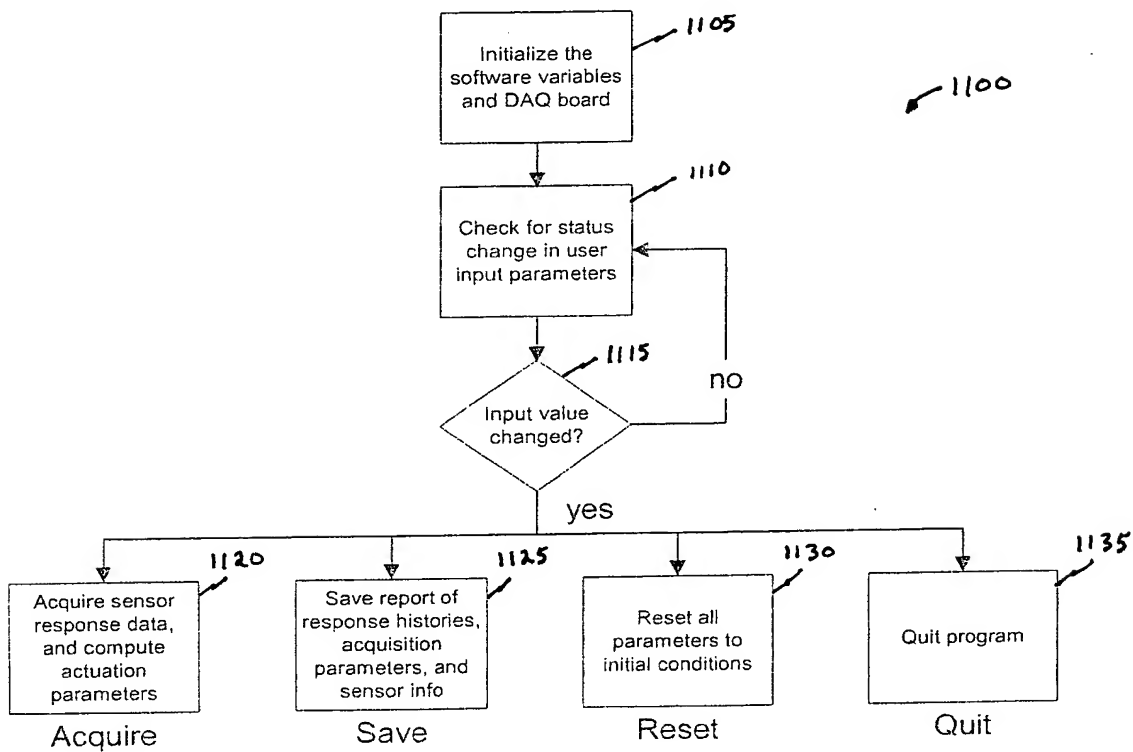 1105
Initialize the
software variables
and DAQ board
1100
1110
Check for status
change in user
input parameters
1115
no
Input value
changed?
yes
1120
1125
1130
1135
Acquire sensor
response data,
and compute
actuation
parameters
Save report of
response histories,
acquisition
parameters, and
sensor info
Reset all
parameters to
initial conditions
Quit program
Acquire
Save
Reset
Quit